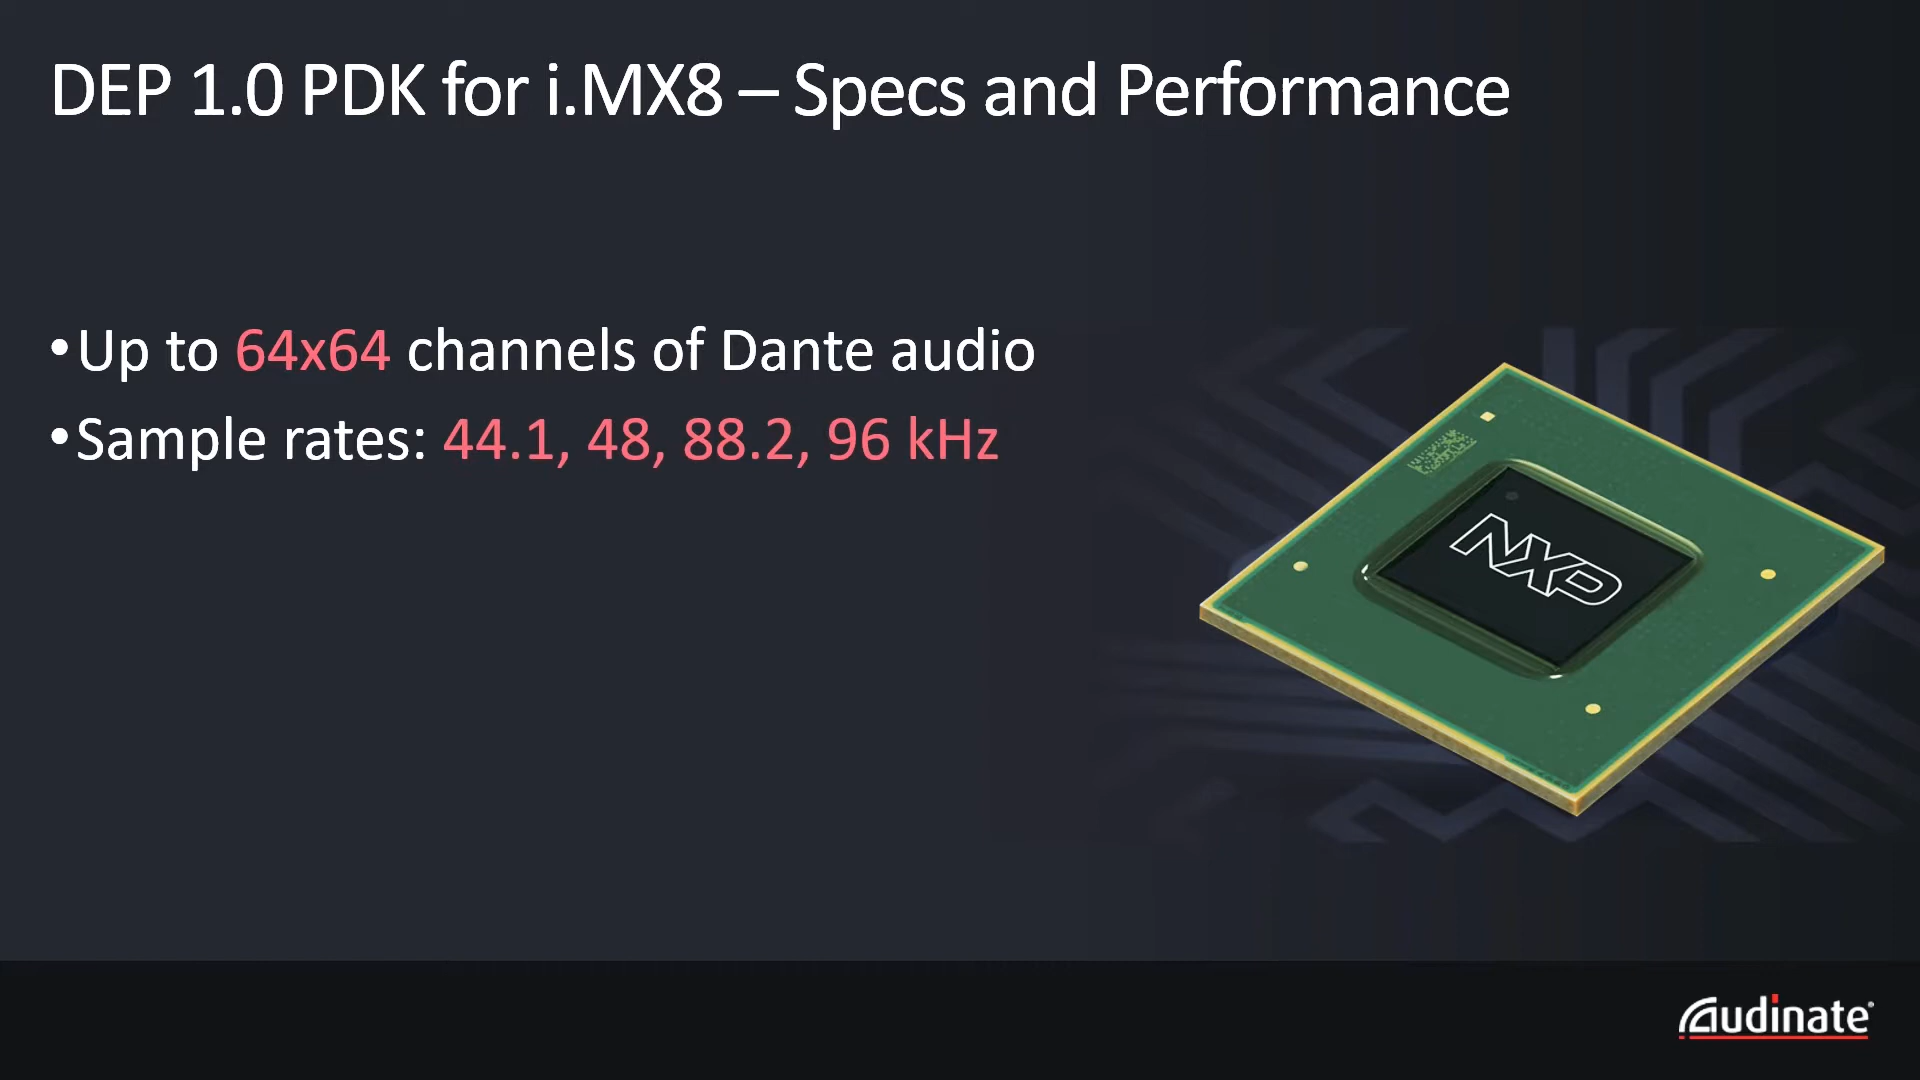 DEP 1.0 PDK for i.MX8 – Specs and Performance
•Up to 64x64 channels of Dante audio
•Sample rates: 44.1, 48, 88.2, 96 kHz
NXP
Audinate®